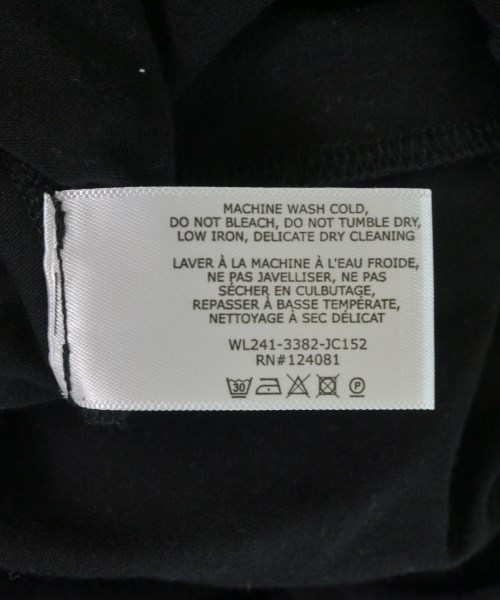 MACHINE WASH COLD,
DO NOT BLEACH, DO NOT TUMBLE DRY,
LOW IRON, DELICATE DRY CLEANING
LAVER À LA MACHINE À L'EAU FROIDE,
NE PAS JAVELLISER, NE PAS
SÉCHER EN CULBUTAGE,
REPASSER À BASSE TEMPÉRATE,
NETTOYAGE À SEC DÉLICAT
WL241-3382-JC152
RN#124081
30 P